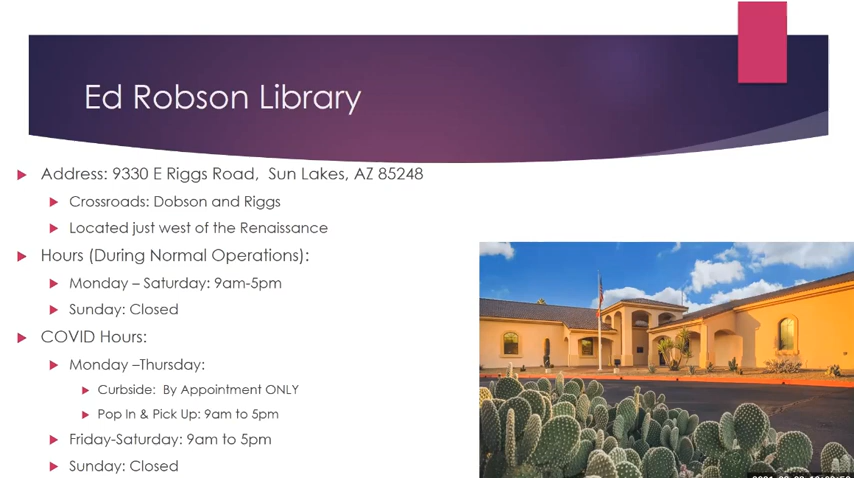 Ed Robson Library
Address: 9330 E Riggs Road, Sun Lakes, AZ 85248
Crossroads: Dobson and Riggs
Located just west of the Renaissance
Hours (During Normal Operations):
Monday – Saturday: 9am-5pm
Sunday: Closed
COVID Hours:
Monday –Thursday:
Curbside: By Appointment ONLY
Pop In & Pick Up: 9am to 5pm
Friday-Saturday: 9am to 5pm
Sunday: Closed